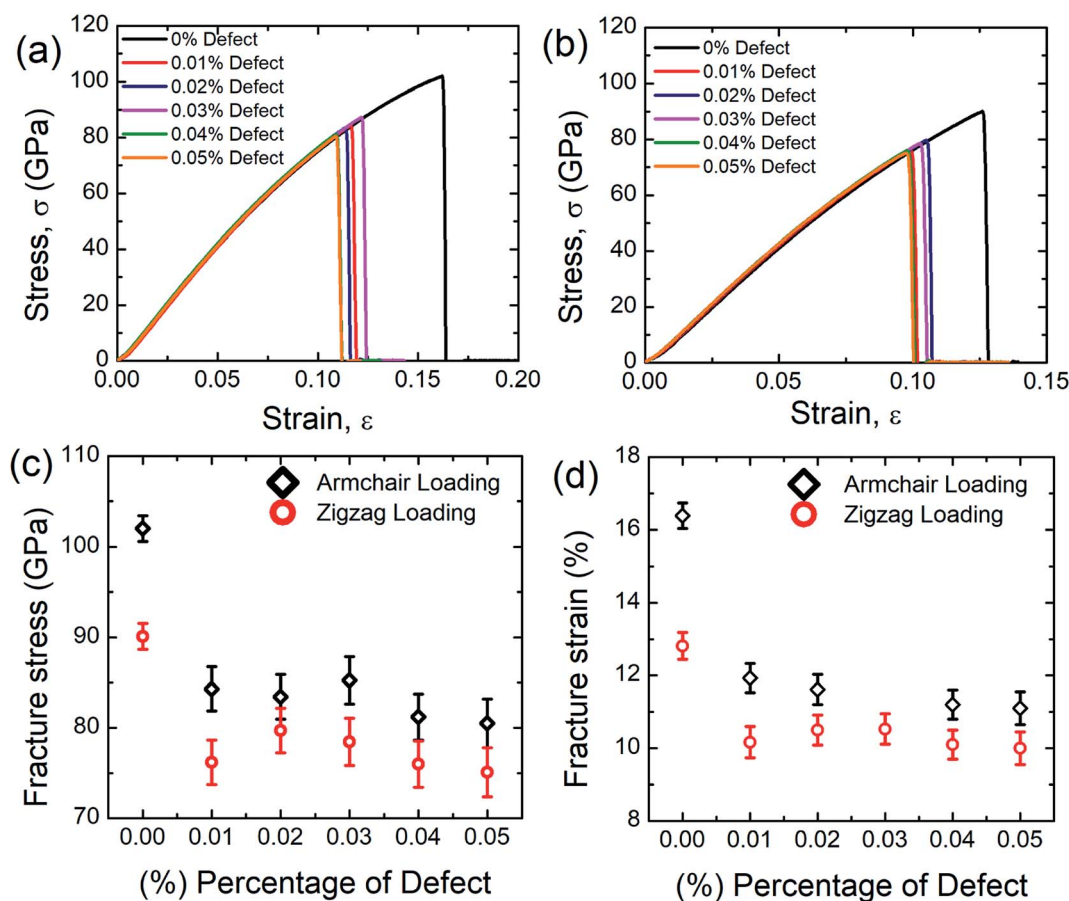 (a)
120
100
80
60
40
20
0
0% Defect
0.01% Defect
0.02% Defect
0.03% Defect
0.04% Defect
0.05% Defect
Stress, σ (GPa)
0.00 0.05 0.10 0.15 0.20
Strain, ε
(b)
120
100
80
60
40
20
0
0% Defect
0.01% Defect
0.02% Defect
0.03% Defect
0.04% Defect
0.05% Defect
Stress, σ (GPa)
0.00 0.05 0.10 0.15
Strain, ε
(c)
110
100
90
80
70
Armchair Loading
Zigzag Loading
Fracture stress (GPa)
0.00 0.01 0.02 0.03 0.04 0.05
(%) Percentage of Defect
(d)
18
16
14
12
10
8
Armchair Loading
Zigzag Loading
Fracture strain (%)
0.00 0.01 0.02 0.03 0.04 0.05
(%) Percentage of Defect